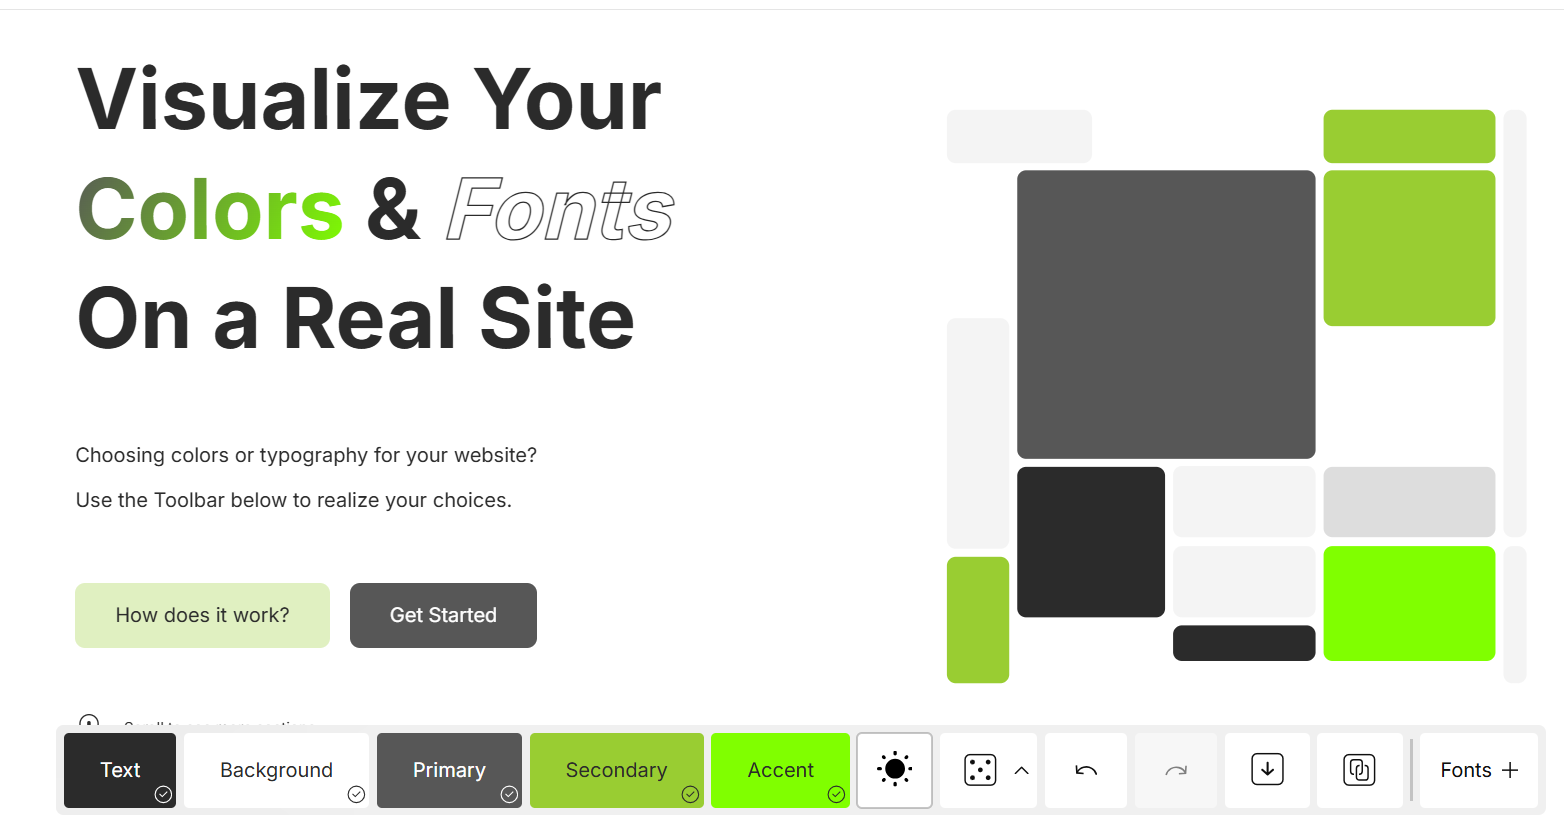 Visualize Your
Colors & Fonts
On a Real Site
Choosing colors or typography for your website?
Use the Toolbar below to realize your choices.
How does it work?
Get Started
Text
Background
Primary
Secondary
Accent
Fonts